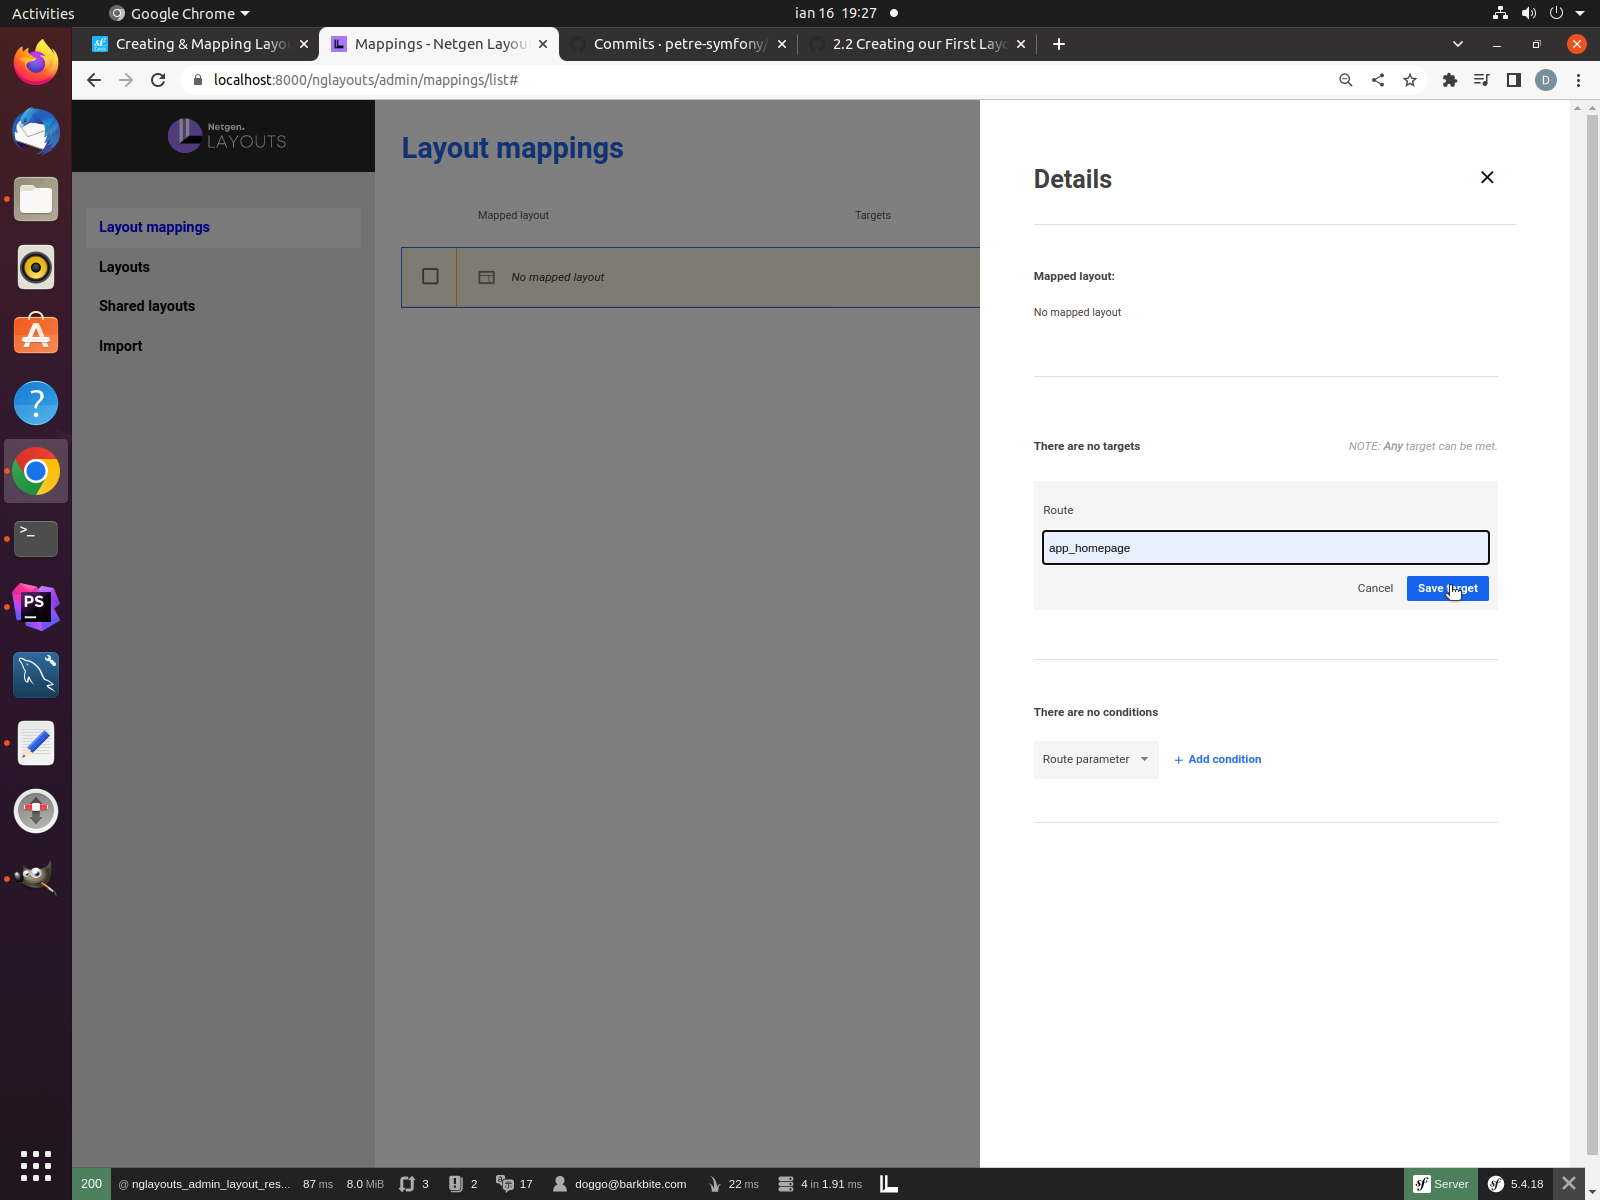 Activities
Google Chrome
ian 16 19:27
Creating & Mapping Layo
Mappings - Netgen Layou
Commits · petre-symfony/
2.2 Creating our First Layo
localhost:8000/nglayouts/admin/mappings/list#
D
Netgen.
LAYOUTS
Layout mappings
Layouts
Shared layouts
Import
Layout mappings
Mapped layout
Targets
No mapped layout
Details
Mapped layout:
No mapped layout
There are no targets
NOTE: Any target can be met.
Route
app_homepage
Cancel
Save target
There are no conditions
Route parameter
+ Add condition
PS
200
@ nglayouts_admin_layout_res...
87 ms
8.0 MiB
3
2
17
doggo@barkbite.com
22 ms
4 in 1.91 ms
Server
5.4.18